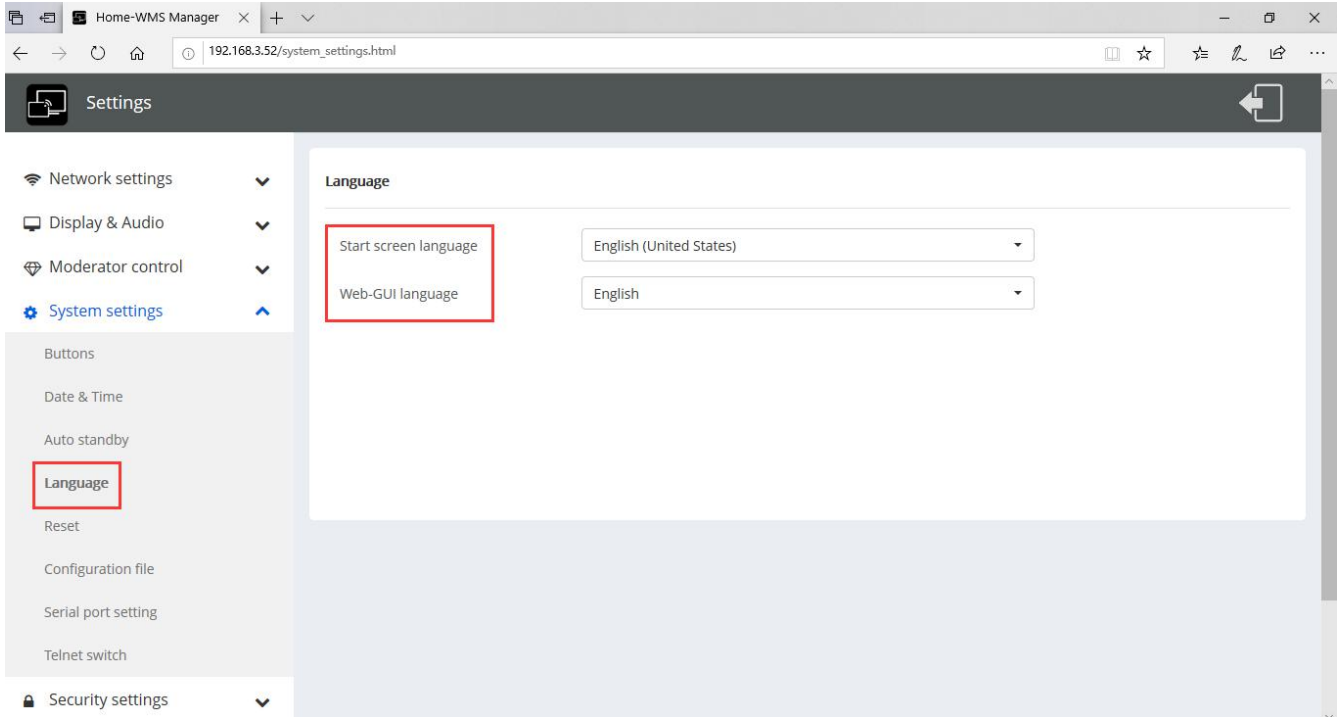 Home-WMS Manager
192.168.3.52/system_settings.html
Settings
Network settings
Display & Audio
Moderator control
System settings
Buttons
Date & Time
Auto standby
Language
Reset
Configuration file
Serial port setting
Telnet switch
Security settings
Language
Start screen language English (United States)
Web-GUI language English